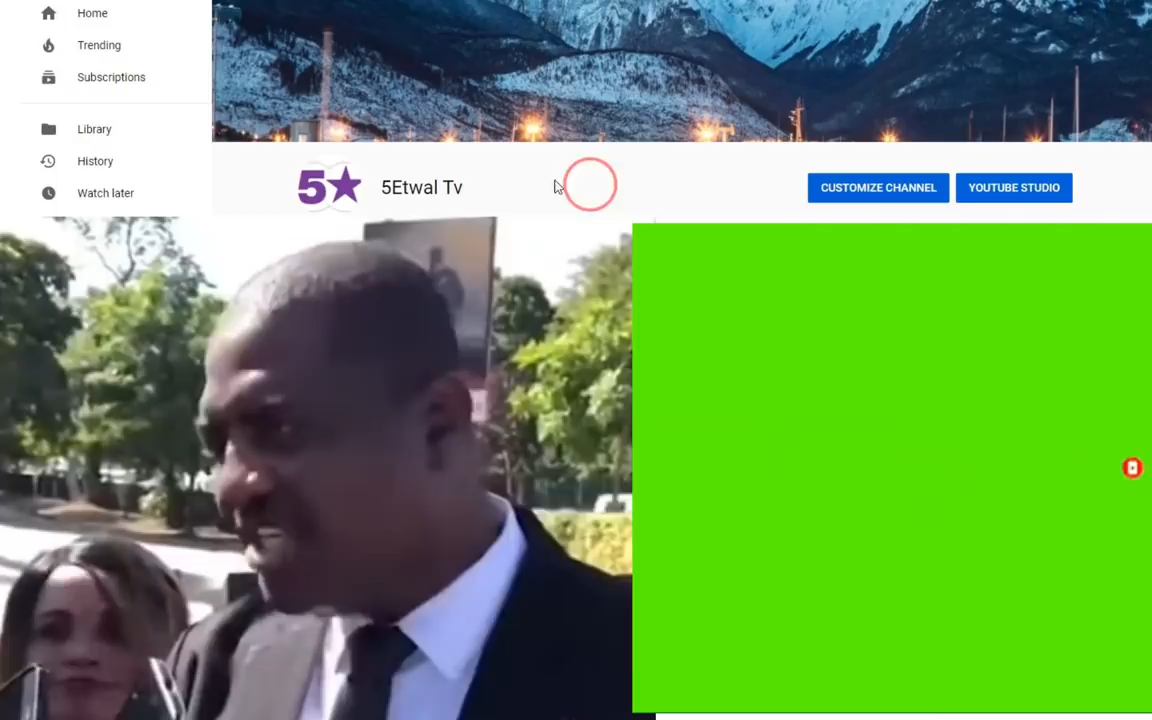 Home
Trending
Subscriptions
Library
History
Watch later
5★
5Etwal Tv
CUSTOMIZE CHANNEL
YOUTUBE STUDIO